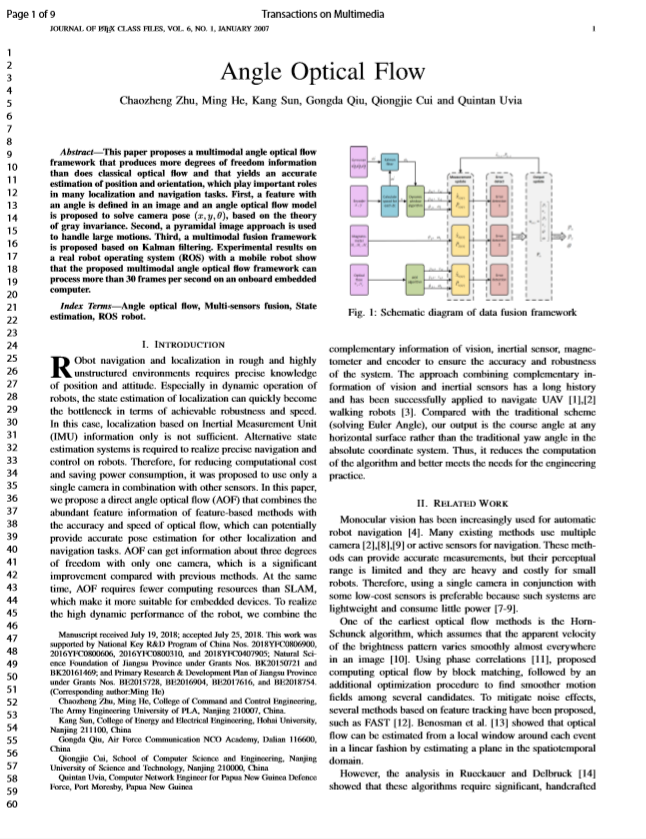 Page 1 of 9
Transactions on Multimedia
JOURNAL OF LATEX CLASS FILES, VOL. 6, NO. 1, JANUARY 2007
1
Angle Optical Flow
Chaozheng Zhu, Ming He, Kang Sun, Gongda Qiu, Qiongjie Cui and Quintan Uvia
Abstract—This paper proposes a multimodal angle optical flow
framework that produces more degrees of freedom information
than does classical optical flow and that yields an accurate
estimation of position and orientation, which play important roles
in many localization and navigation tasks. First, a feature with
an angle is defined in an image and an angle optical flow model
is proposed to solve camera pose (x, y, θ), based on the theory
of gray invariance. Second, a pyramidal image approach is used
to handle large motions. Third, a multimodal fusion framework
is proposed based on Kalman filtering. Experimental results on
a real robot operating system (ROS) with a mobile robot show
that the proposed multimodal angle optical flow framework can
process more than 30 frames per second on an onboard embedded
computer.
Index Terms—Angle optical flow, Multi-sensors fusion, State
estimation, ROS robot.
I. INTRODUCTION
RObot navigation and localization in rough and highly
unstructured environments requires precise knowledge
of position and attitude. Especially in dynamic operation of
robots, the state estimation of localization can quickly become
the bottleneck in terms of achievable robustness and speed.
In this case, localization based on Inertial Measurement Unit
(IMU) information only is not sufficient. Alternative state
estimation systems is required to realize precise navigation and
control on robots. Therefore, for reducing computational cost
and saving power consumption, it was proposed to use only a
single camera in combination with other sensors. In this paper,
we propose a direct angle optical flow (AOF) that combines the
abundant feature information of feature-based methods with
the accuracy and speed of optical flow, which can potentially
provide accurate pose estimation for other localization and
navigation tasks. AOF can get information about three degrees
of freedom with only one camera, which is a significant
improvement compared with previous methods. At the same
time, AOF requires fewer computing resources than SLAM,
which make it more suitable for embedded devices. To realize
the high dynamic performance of the robot, we combine the
Manuscript received July 19, 2018; accepted July 25, 2018. This work was
supported by National Key R&D Program of China Nos. 2018YFC0806900,
2016YFC0800606, 2016YFC0800310, and 2018YFC0407905; Natural Sci-
ence Foundation of Jiangsu Province under Grants Nos. BK20150721 and
BK20161469; and Primary Research & Development Plan of Jiangsu Province
under Grants Nos. BE2015728, BE2016904, BE2017616, and BE2018754.
(Corresponding author:Ming He)
Chaozheng Zhu, Ming He, College of Command and Control Engineering,
The Army Engineering University of PLA, Nanjing 210007, China.
Kang Sun, College of Energy and Electrical Engineering, Hohai University,
Nanjing 211100, China
Gongda Qiu, Air Force Communication NCO Academy, Dalian 116600,
China
Qiongjie Cui, School of Computer Science and Engineering, Nanjing
University of Science and Technology, Nanjing 210000, China
Quintan Uvia, Computer Network Engineer for Papua New Guinea Defence
Force, Port Moresby, Papua New Guinea
Fig. 1: Schematic diagram of data fusion framework
complementary information of vision, inertial sensor, magne-
tometer and encoder to ensure the accuracy and robustness
of the system. The approach combining complementary in-
formation of vision and inertial sensors has a long history
and has been successfully applied to navigate UAV [1],[2]
walking robots [3]. Compared with the traditional scheme
(solving Euler Angle), our output is the course angle at any
horizontal surface rather than the traditional yaw angle in the
absolute coordinate system. Thus, it reduces the computation
of the algorithm and better meets the needs for the engineering
practice.
II. RELATED WORK
Monocular vision has been increasingly used for automatic
robot navigation [4]. Many existing methods use multiple
camera [2],[8],[9] or active sensors for navigation. These meth-
ods can provide accurate measurements, but their perceptual
range is limited and they are heavy and costly for small
robots. Therefore, using a single camera in conjunction with
some low-cost sensors is preferable because such systems are
lightweight and consume little power [7-9].
One of the earliest optical flow methods is the Horn-
Schunck algorithm, which assumes that the apparent velocity
of the brightness pattern varies smoothly almost everywhere
in an image [10]. Using phase correlations [11], proposed
computing optical flow by block matching, followed by an
additional optimization procedure to find smoother motion
fields among several candidates. To mitigate noise effects,
several methods based on feature tracking have been proposed,
such as FAST [12]. Benosman et al. [13] showed that optical
flow can be estimated from a local window around each event
in a linear fashion by estimating a plane in the spatiotemporal
domain.
However, the analysis in Rueckauer and Delbruck [14]
showed that these algorithms require significant, handcrafted
1
2
3
4
5
6
7
8
9
10
11
12
13
14
15
16
17
18
19
20
21
22
23
24
25
26
27
28
29
30
31
32
33
34
35
36
37
38
39
40
41
42
43
44
45
46
47
48
49
50
51
52
53
54
55
56
57
58
59
60